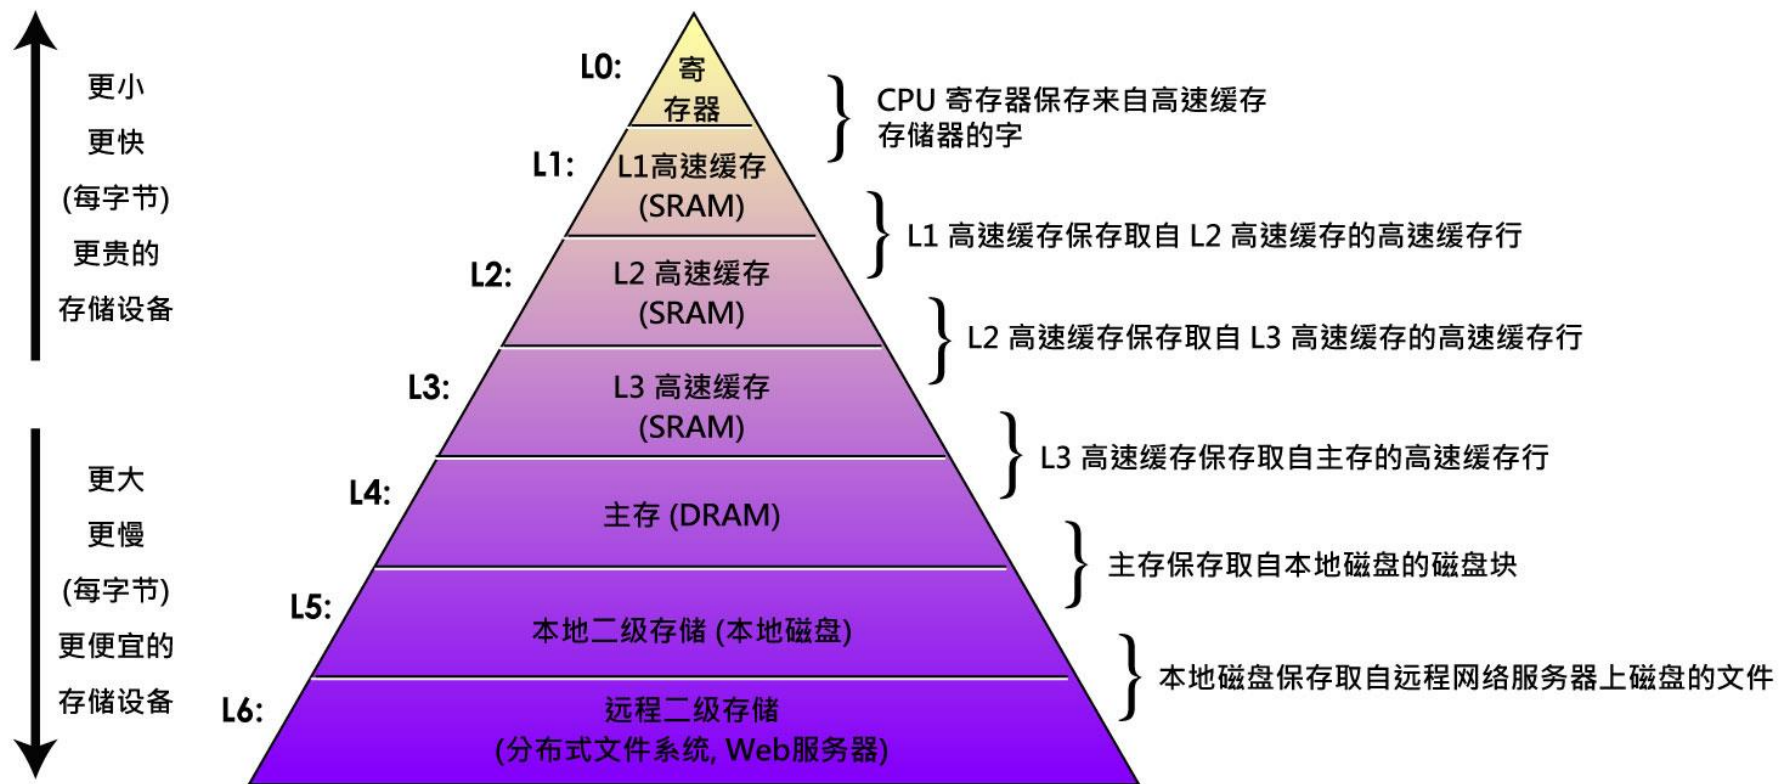 更小
更快
(每字节)
更贵的
存储设备
更大
更慢
(每字节)
更便宜的
存储设备
L0:
寄
存器
L1:
L1高速缓存
(SRAM)
L2:
L2 高速缓存
(SRAM)
L3:
L3 高速缓存
(SRAM)
L4:
主存 (DRAM)
L5:
本地二级存储 (本地磁盘)
L6:
远程二级存储
(分布式文件系统, Web服务器)
CPU 寄存器保存来自高速缓存
存储器的字
L1 高速缓存保存取自 L2 高速缓存的高速缓存行
L2 高速缓存保存取自 L3 高速缓存的高速缓存行
L3 高速缓存保存取自主存的高速缓存行
主存保存取自本地磁盘的磁盘块
本地磁盘保存取自远程网络服务器上磁盘的文件